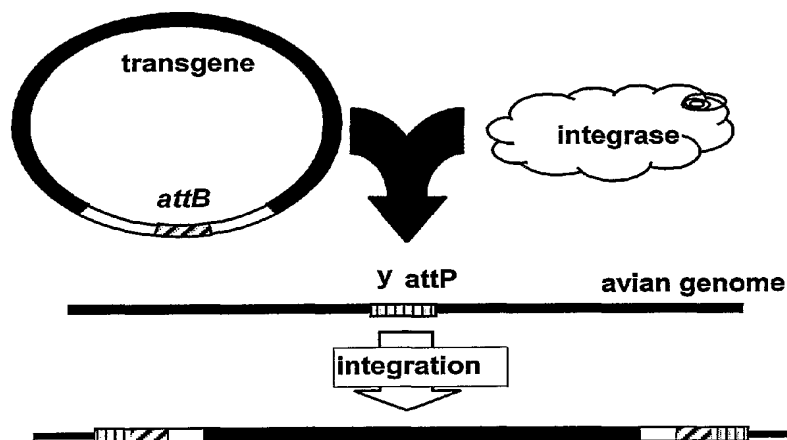 transgene
integrase
attB
y attP
avian genome
integration